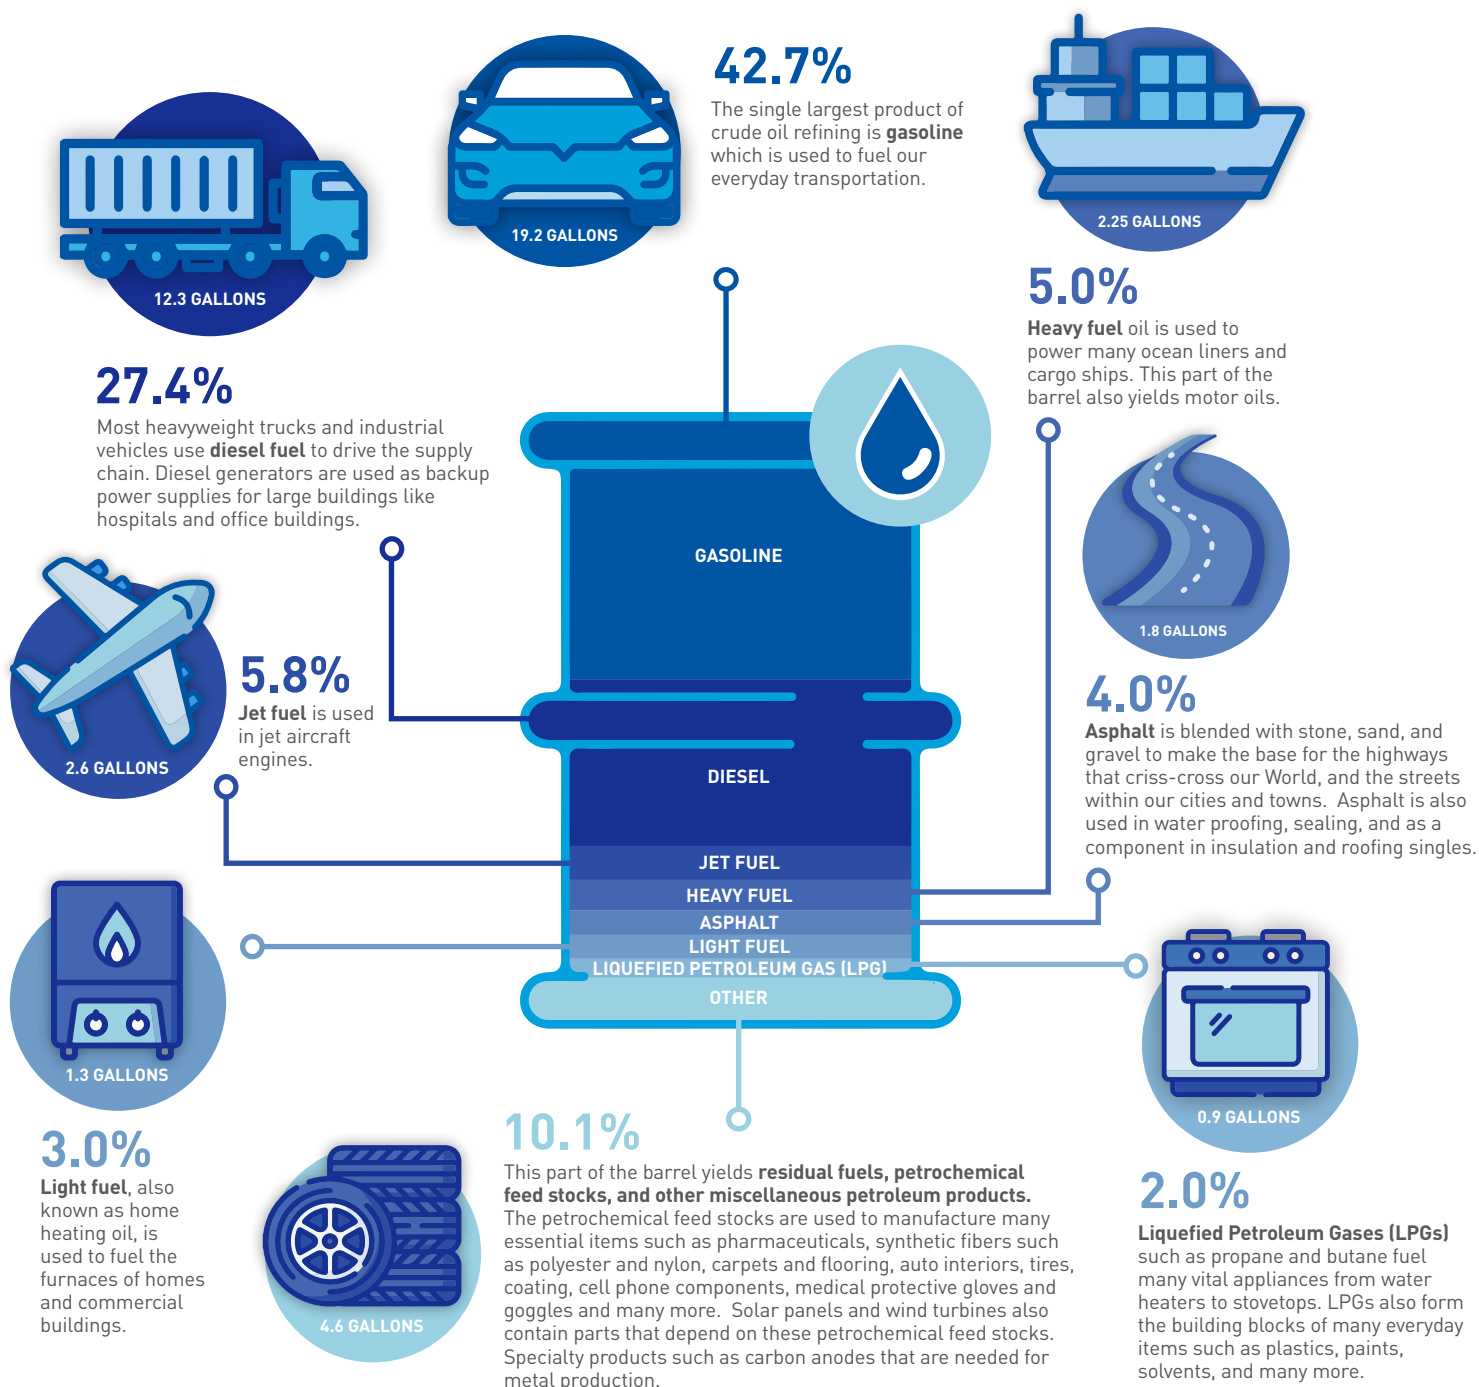 42.7%
The single largest product of
crude oil refining is gasoline
which is used to fuel our
everyday transportation.
19.2 GALLONS
2.25 GALLONS
5.0%
Heavy fuel oil is used to
power many ocean liners and
cargo ships. This part of the
barrel also yields motor oils.
12.3 GALLONS
27.4%
Most heavyweight trucks and industrial
vehicles use diesel fuel to drive the supply
chain. Diesel generators are used as backup
power supplies for large buildings like
hospitals and office buildings.
1.8 GALLONS
4.0%
Asphalt is blended with stone, sand, and
gravel to make the base for the highways
that criss-cross our World, and the streets
within our cities and towns.  Asphalt is also
used in water proofing, sealing, and as a
component in insulation and roofing singles.
5.8%
Jet fuel is used
in jet aircraft
engines.
2.6 GALLONS
GASOLINE
DIESEL
JET FUEL
HEAVY FUEL
ASPHALT
LIGHT FUEL
LIQUEFIED PETROLEUM GAS (LPG)
OTHER
1.3 GALLONS
3.0%
Light fuel, also
known as home
heating oil, is
used to fuel the
furnaces of homes
and commercial
buildings.
4.6 GALLONS
10.1%
This part of the barrel yields residual fuels, petrochemical
feed stocks, and other miscellaneous petroleum products.
The petrochemical feed stocks are used to manufacture many
essential items such as pharmaceuticals, synthetic fibers such
as polyester and nylon, carpets and flooring, auto interiors, tires,
coating, cell phone components, medical protective gloves and
goggles and many more.  Solar panels and wind turbines also
contain parts that depend on these petrochemical feed stocks.
Specialty products such as carbon anodes that are needed for
metal production.
0.9 GALLONS
2.0%
Liquefied Petroleum Gases (LPGs)
such as propane and butane fuel
many vital appliances from water
heaters to stovetops. LPGs also form
the building blocks of many everyday
items such as plastics, paints,
solvents, and many more.